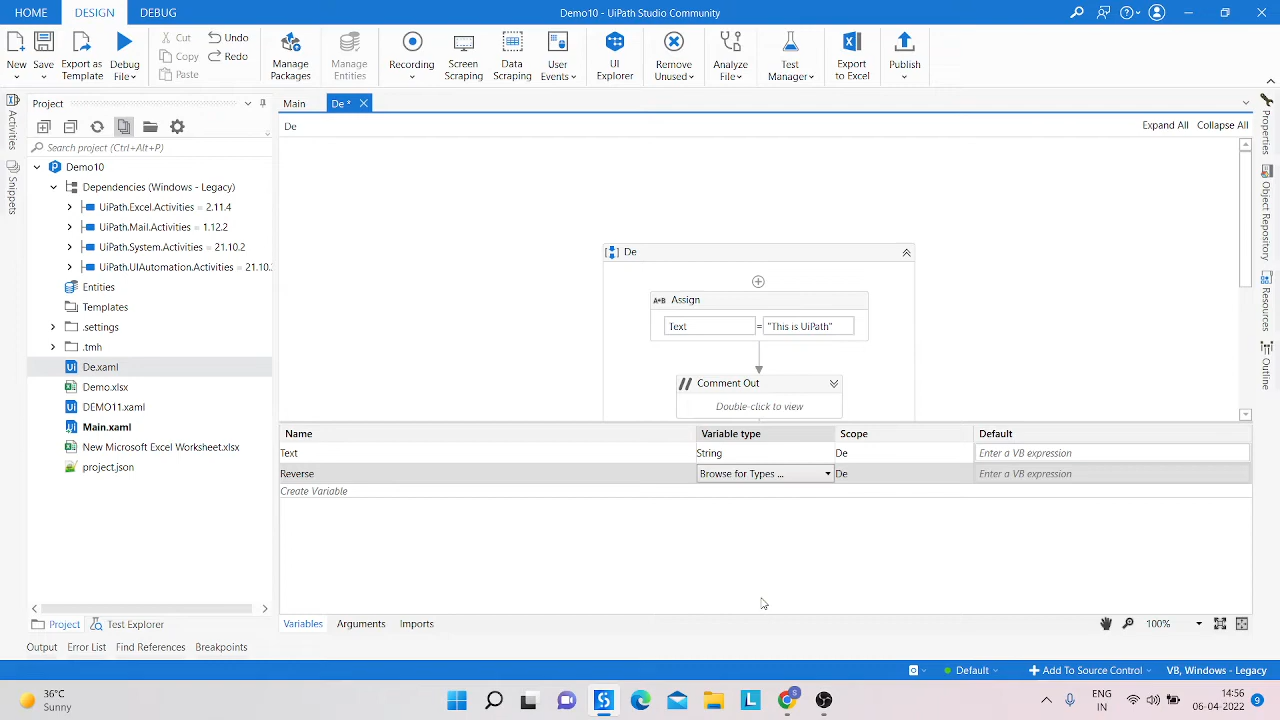 HOME DESIGN DEBUG Demo10 - UiPath Studio Community
New Save Export as Template Debug File Cut Copy Paste Undo Redo Manage Packages Manage Entities Recording Screen Scraping Data Scraping User Events UI Explorer Remove Unused Analyze File Test Manager Export to Excel Publish
Project
Main De *
De
Expand All Collapse All
Activities
Snippets
Search project (Ctrl+Alt+P)
Demo10
Dependencies (Windows - Legacy)
UiPath.Excel.Activities = 2.11.4
UiPath.Mail.Activities = 1.12.2
UiPath.System.Activities = 21.10.2
UiPath.UIAutomation.Activities = 21.10.
Entities
Templates
.settings
.tmh
De.xaml
Demo.xlsx
DEMO11.xaml
Main.xaml
New Microsoft Excel Worksheet.xlsx
project.json
De
Assign
Text = "This is UiPath"
Comment Out
Double-click to view
Properties
Object Repository
Resources
Outline
Name Variable type Scope Default
Text String De Enter a VB expression
Reverse Browse for Types ... De Enter a VB expression
Create Variable
Project Test Explorer
Variables Arguments Imports
100%
Output Error List Find References Breakpoints
Default Add To Source Control VB, Windows - Legacy
36°C
Sunny
ENG
IN
14:56
06-04-2022
9